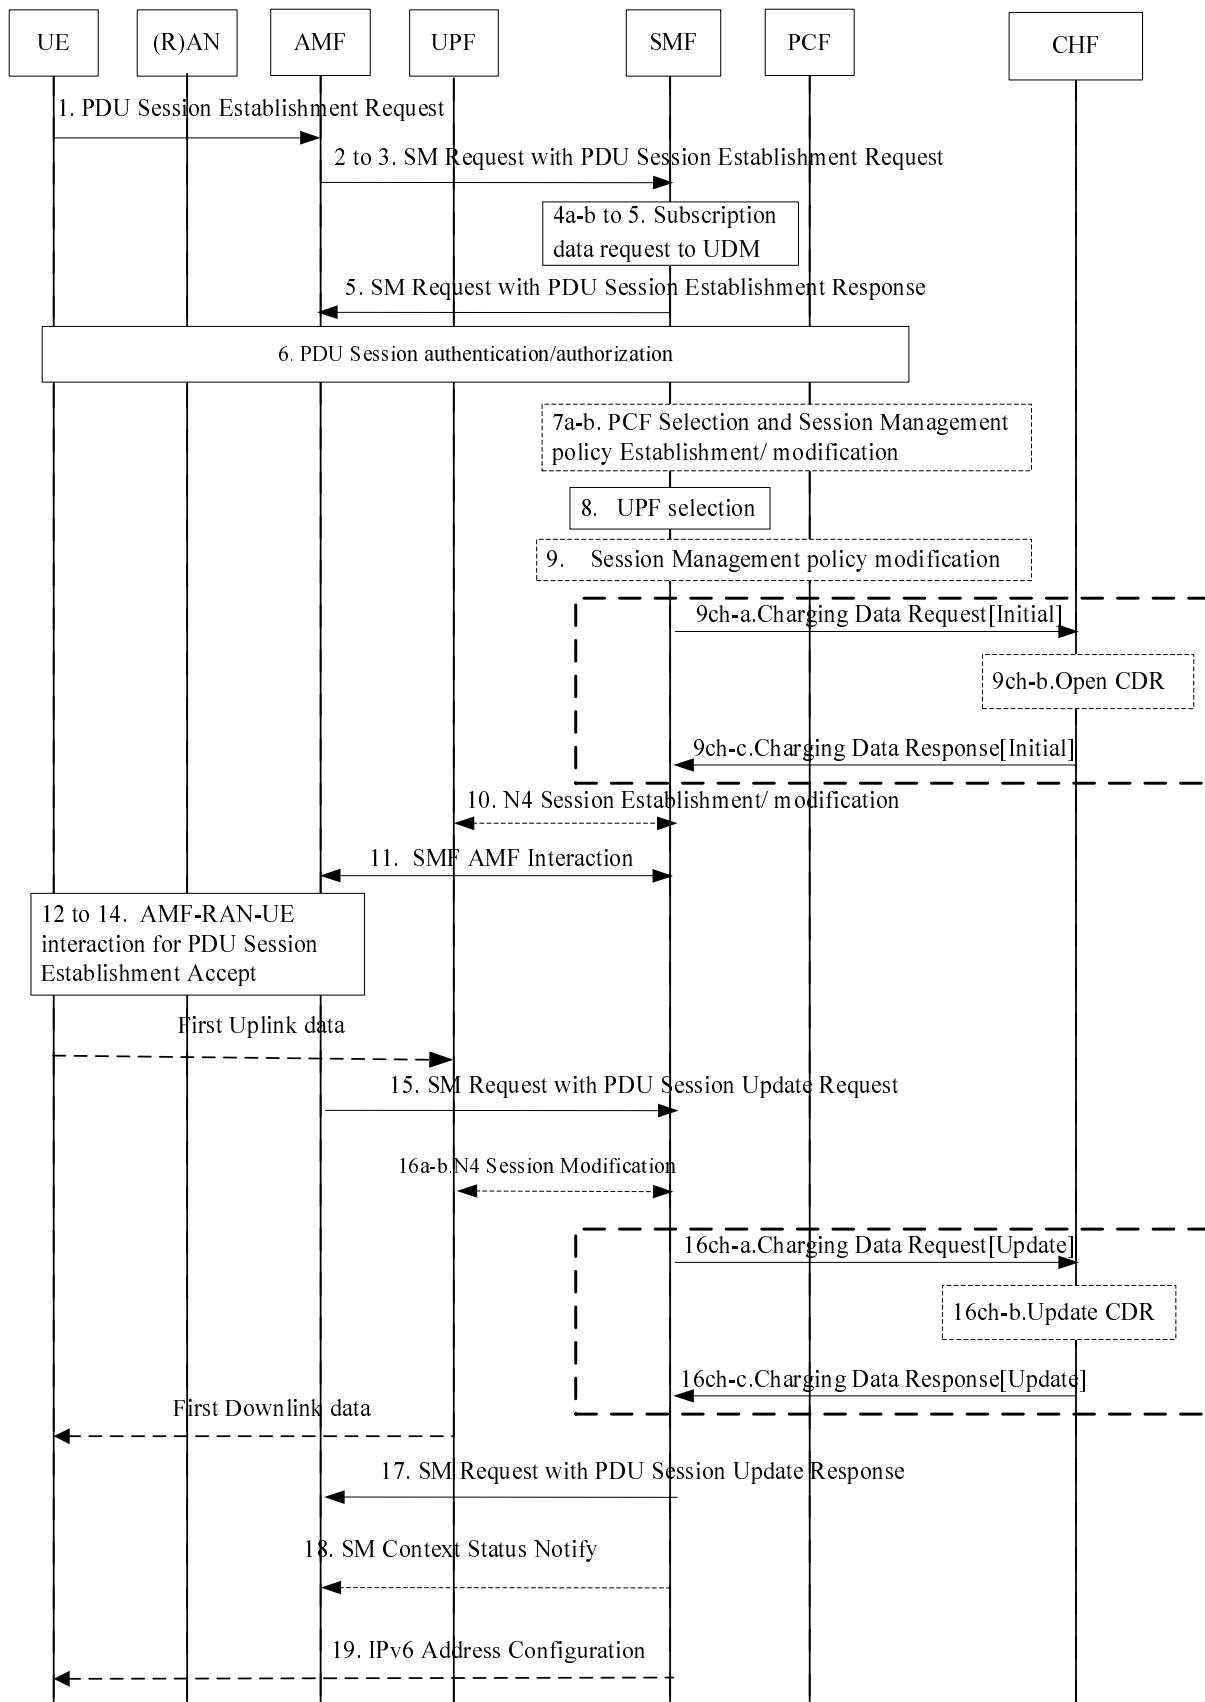 UE
(R)AN
AMF
UPF
SMF
PCF
CHF
1. PDU Session Establishment Request
2 to 3. SM Request with PDU Session Establishment Request
4a-b to 5. Subscription
data request to UDM
5. SM Request with PDU Session Establishment Response
6. PDU Session authentication/authorization
7a-b. PCF Selection and Session Management
policy Establishment/ modification
8. UPF selection
9. Session Management policy modification
9ch-a.Charging Data Request[Initial]
9ch-b.Open CDR
9ch-c.Charging Data Response[Initial]
10. N4 Session Establishment/ modification
11. SMF AMF Interaction
12 to 14. AMF-RAN-UE
interaction for PDU Session
Establishment Accept
First Uplink data
15. SM Request with PDU Session Update Request
16a-b.N4 Session Modification
16ch-a.Charging Data Request[Update]
16ch-b.Update CDR
16ch-c.Charging Data Response[Update]
First Downlink data
17. SM Request with PDU Session Update Response
18. SM Context Status Notify
19. IPv6 Address Configuration